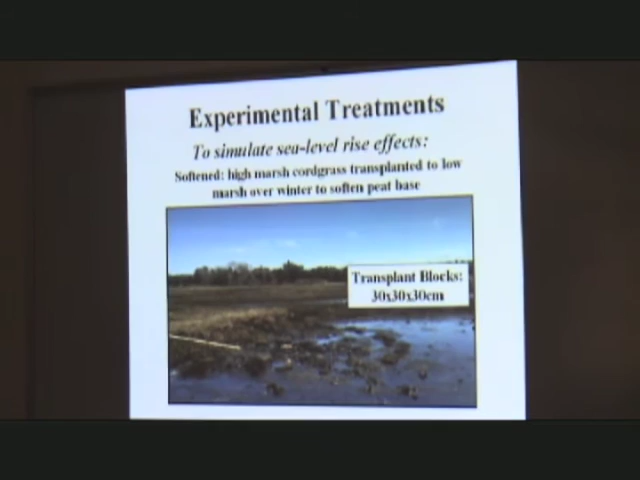 Experimental Treatments
To simulate sea-level rise effects:
Softened: high marsh cordgrass transplanted to low
marsh over winter to soften peat base
Transplant Blocks:
30x30x30cm